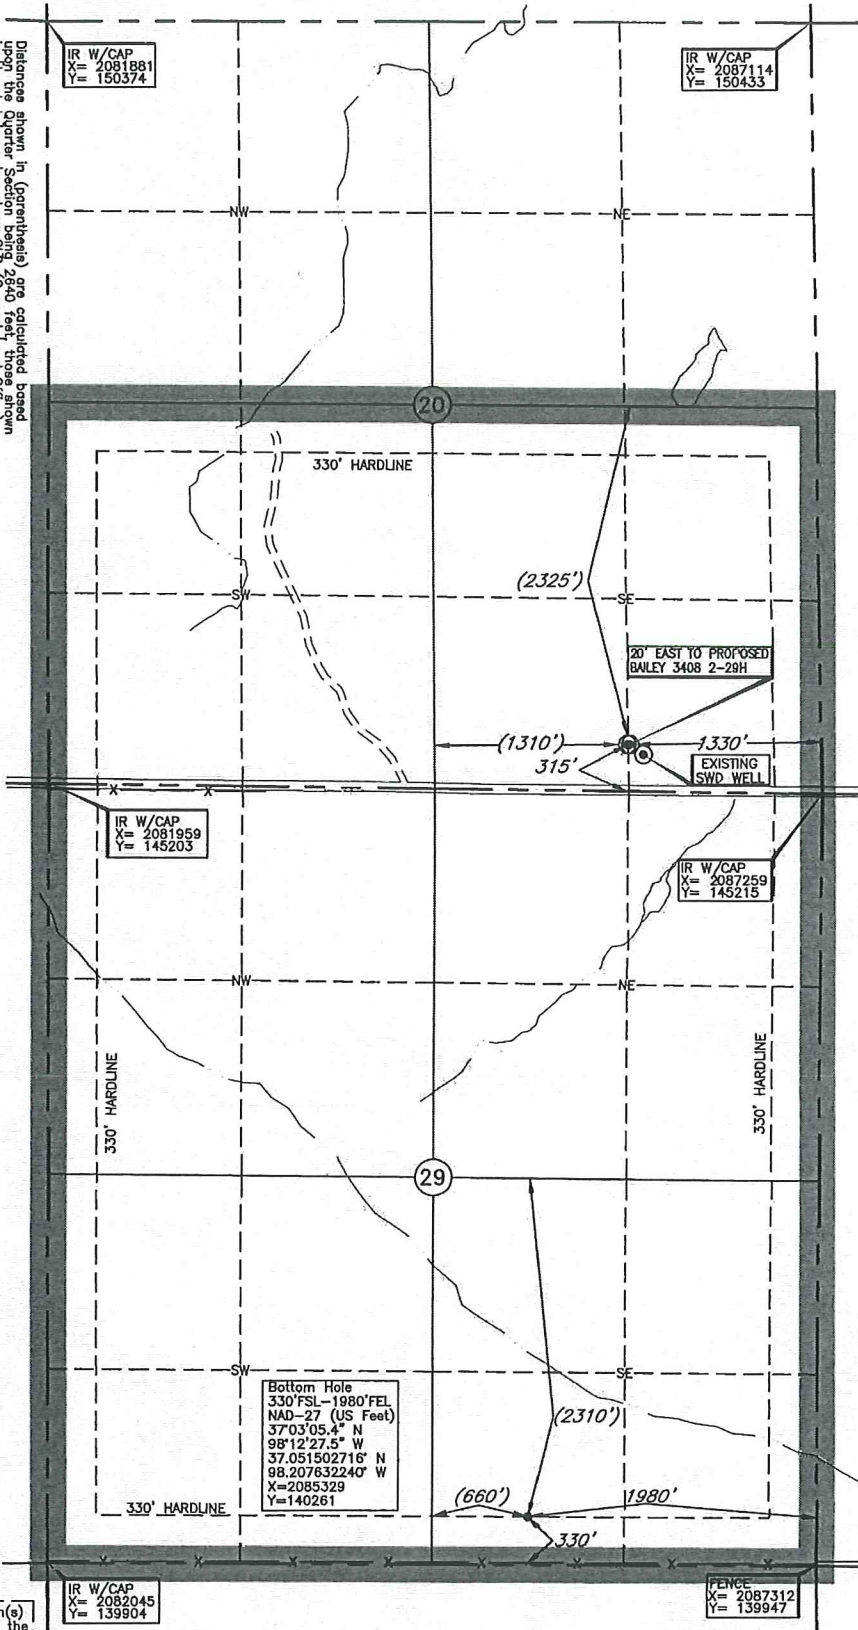 IR W/CAP
X= 2081881
Y= 150374
IR W/CAP
X= 2087114
Y= 150433
Distances shown in (parenthesis) are calculated based
upon the Quarter Section being 2640 feet, those shown
NW
NE
20
330' HARDLINE
(2325')
SW
SE
20' EAST TO PROPOSED
BAILEY 3408 2-29H
(1310')
1330'
315'
EXISTING
SWD WELL
X
X
IR W/CAP
X= 2081959
Y= 145203
IR W/CAP
X= 2087259
Y= 145215
NW
NE
330' HARDLINE
330' HARDLINE
29
SW
SE
Bottom Hole
330'FSL-1980'FEL
NAD-27 (US Feet)
37°03'05.4" N
98°12'27.5" W
37.051502716° N
98.207632240° W
X=2085329
Y=140261
(2310')
330' HARDLINE
(660')
1980'
330'
X X X X X X X X
IR W/CAP
X= 2082045
Y= 139904
FENCE
X= 2087312
Y= 139947
n(s)
the